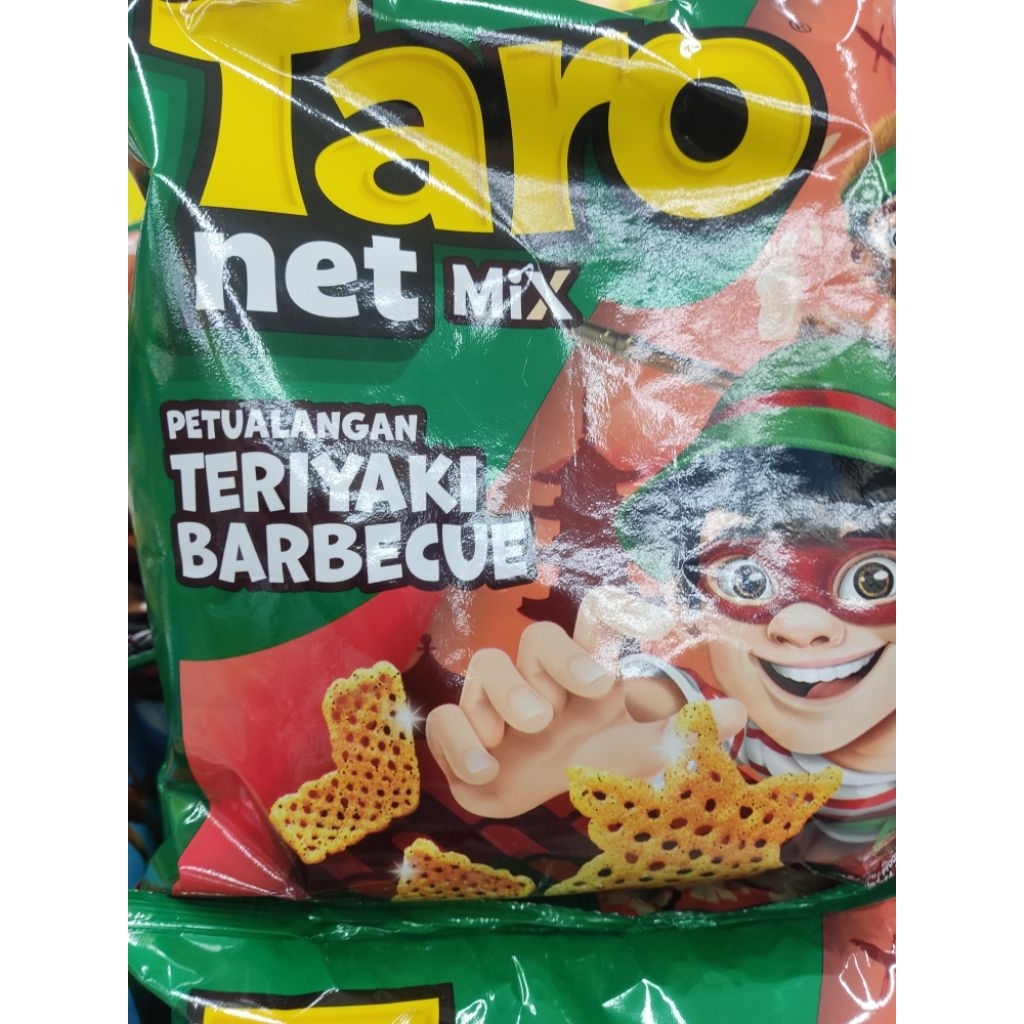 Taro
net MiX
PETUALANGAN
TERIYAKI
BARBECUE